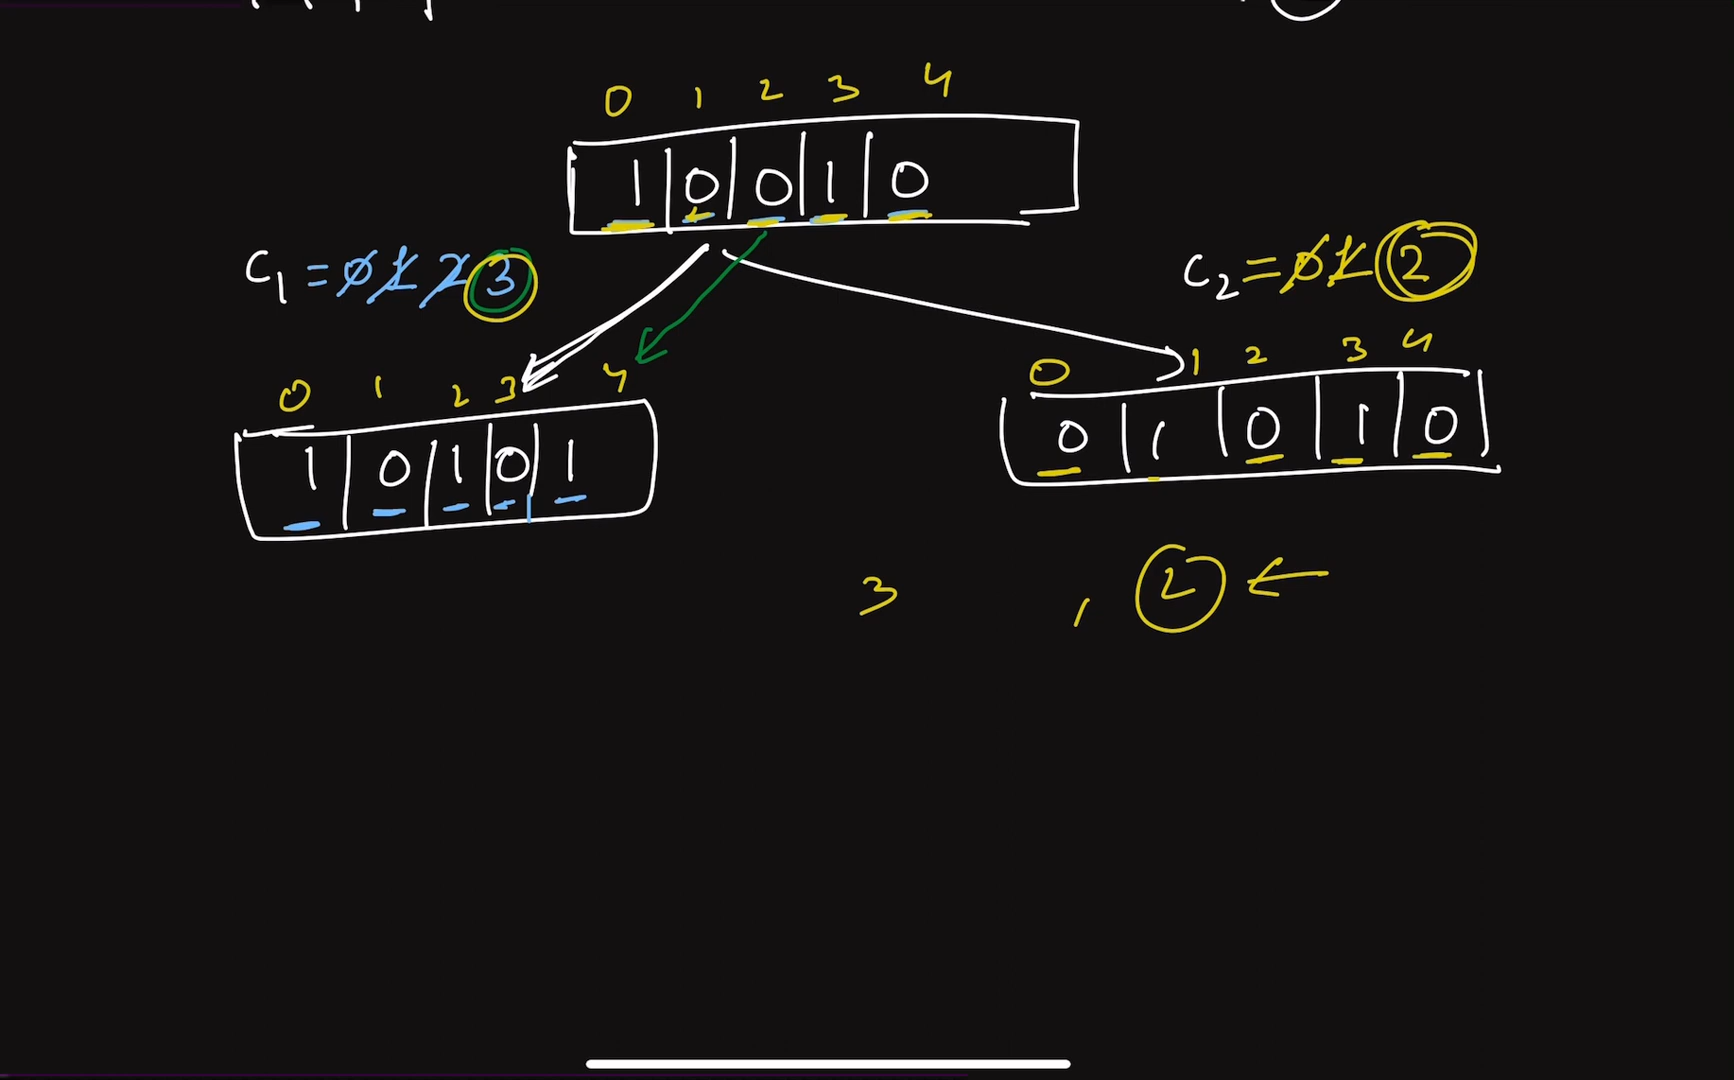 0 1 2 3 4
1 0 0 1 0
C1 = 0 1 2 3
C2 = 0 1 2
0 1 2 3 4
1 0 1 0 1
0 1 2 3 4
0 1 0 1 0
3 , 2 ←